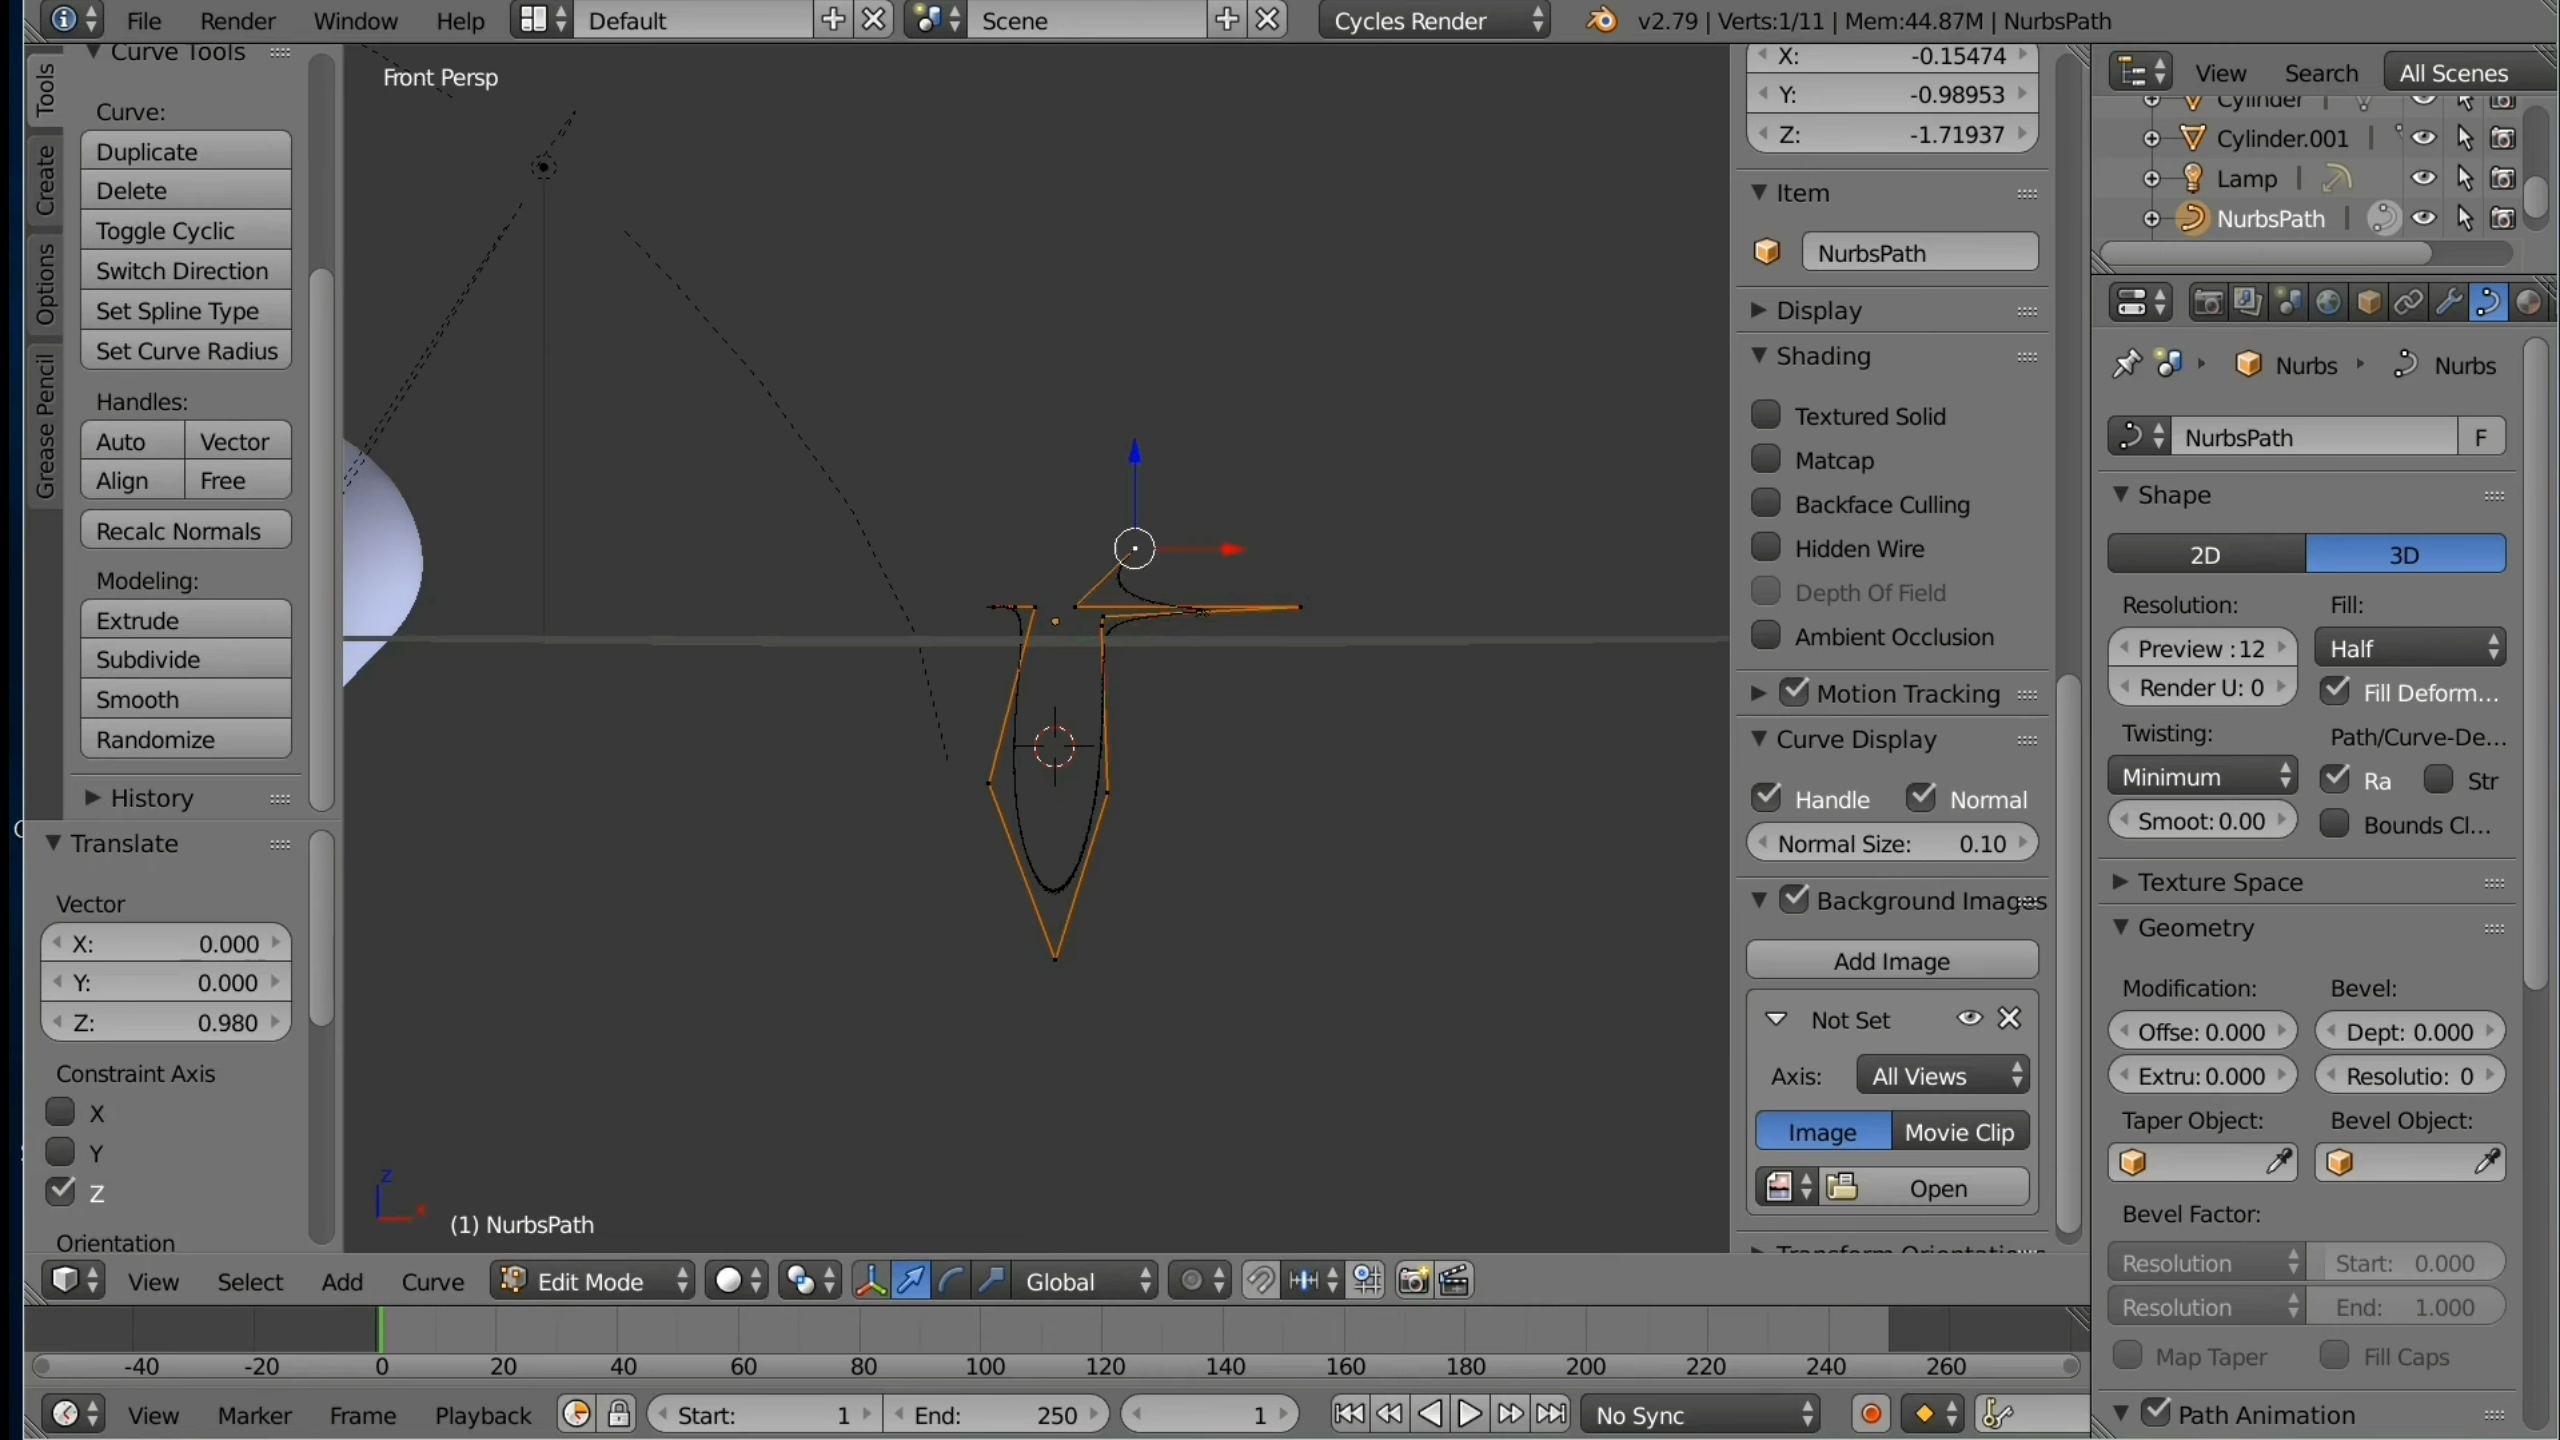 File Render Window Help Default Scene Cycles Render v2.79 | Verts:1/11 | Mem:44.87M | NurbsPath
Tools
Create
Options
Grease Pencil
Curve Tools
Curve:
Duplicate
Delete
Toggle Cyclic
Switch Direction
Set Spline Type
Set Curve Radius
Handles:
Auto Vector
Align Free
Recalc Normals
Modeling:
Extrude
Subdivide
Smooth
Randomize
History
Translate
Vector
X: 0.000
Y: 0.000
Z: 0.980
Constraint Axis
X
Y
Z
Orientation
Front Persp
z
x
(1) NurbsPath
X: -0.15474
Y: -0.98953
Z: -1.71937
Item
NurbsPath
Display
Shading
Textured Solid
Matcap
Backface Culling
Hidden Wire
Depth Of Field
Ambient Occlusion
Motion Tracking
Curve Display
Handle Normal
Normal Size: 0.10
Background Images
Add Image
Not Set
Axis: All Views
Image Movie Clip
Open
View Search All Scenes
Cylinder
Cylinder.001
Lamp
NurbsPath
Nurbs Nurbs
NurbsPath F
Shape
2D 3D
Resolution: Fill:
Preview :12 Half
Render U: 0 Fill Deform...
Twisting: Path/Curve-De...
Minimum Ra Str
Smoot: 0.00 Bounds Cl...
Texture Space
Geometry
Modification: Bevel:
Offse: 0.000 Dept: 0.000
Extru: 0.000 Resolutio: 0
Taper Object: Bevel Object:
Bevel Factor:
Resolution Start: 0.000
Resolution End: 1.000
Map Taper Fill Caps
Path Animation
View Select Add Curve Edit Mode Global
-40 -20 0 20 40 60 80 100 120 140 160 180 200 220 240 260
View Marker Frame Playback Start: 1 End: 250 1 No Sync